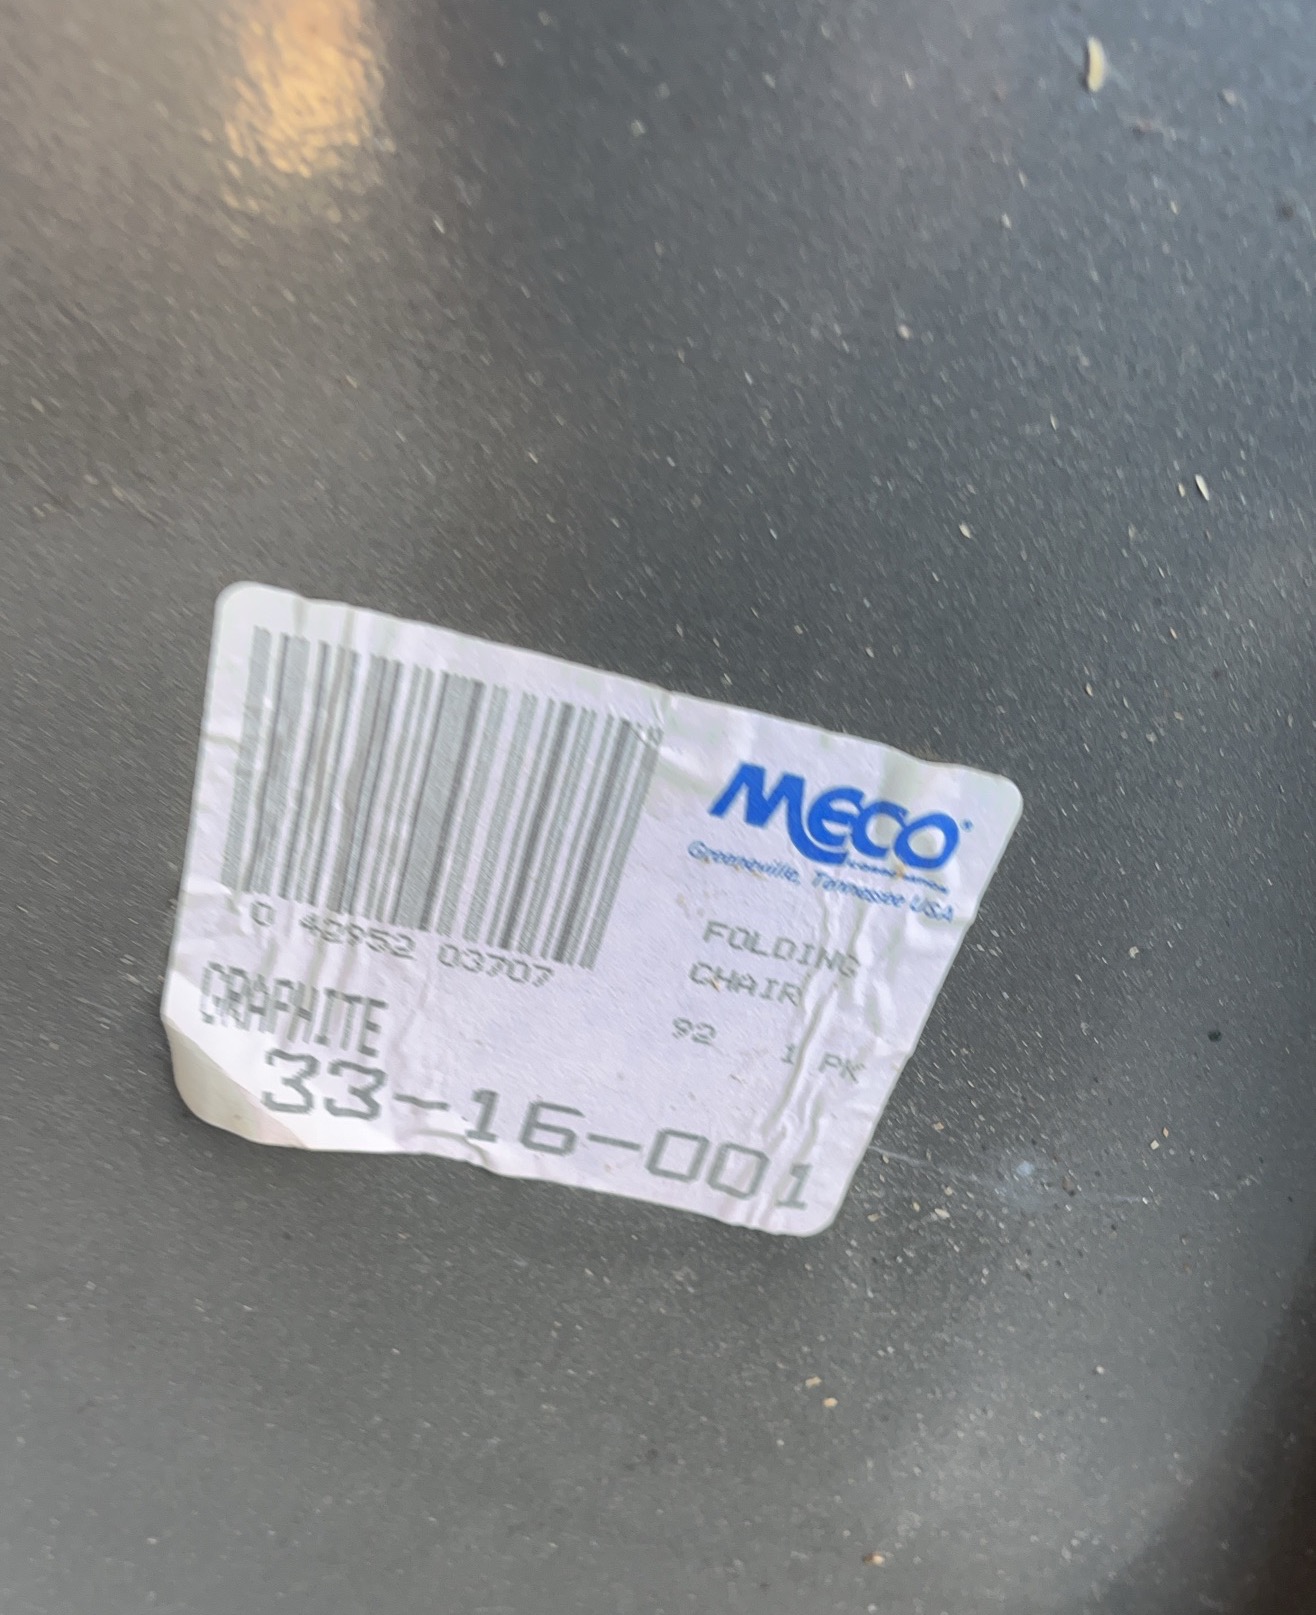 MECO
Greeneville, Tennessee USA
0 42952 03707
FOLDING
CHAIR
92 1 PK
GRAPHITE
33-16-001